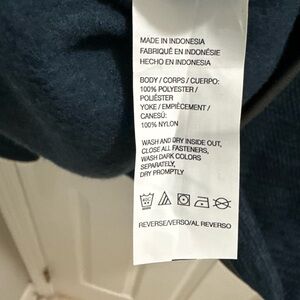 MADE IN INDONESIA
FABRIQUÉ EN INDONÉSIE
HECHO EN INDONESIA
BODY / CORPS / CUERPO:
100% POLYESTER /
POLIÉSTER
YOKE / EMPIÈCEMENT /
CANESÚ:
100% NYLON
WASH AND DRY INSIDE OUT,
CLOSE ALL FASTENERS,
WASH DARK COLORS
SEPARATELY,
DRY PROMPTLY
REVERSE/VERSO/AL REVERSO